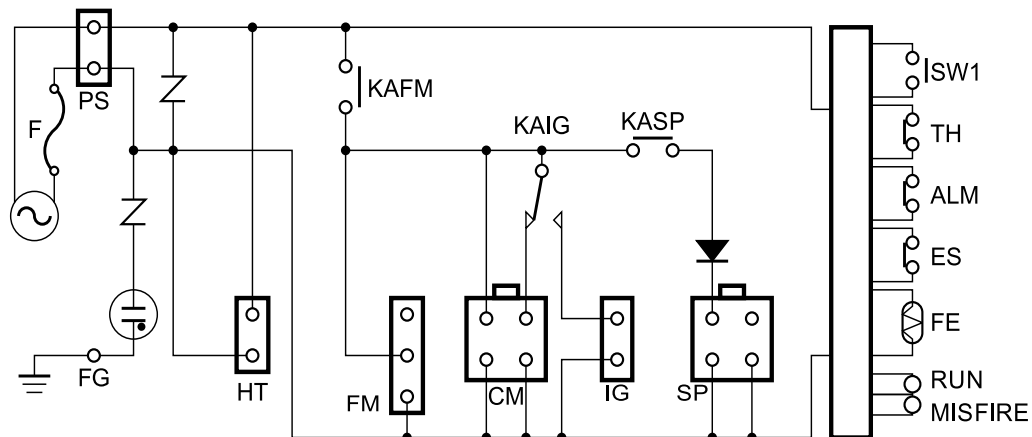 PS
F
KAFM
KAIG
KASP
SW1
TH
ALM
ES
FE
RUN
MISFIRE
FG
HT
FM
CM
IG
SP